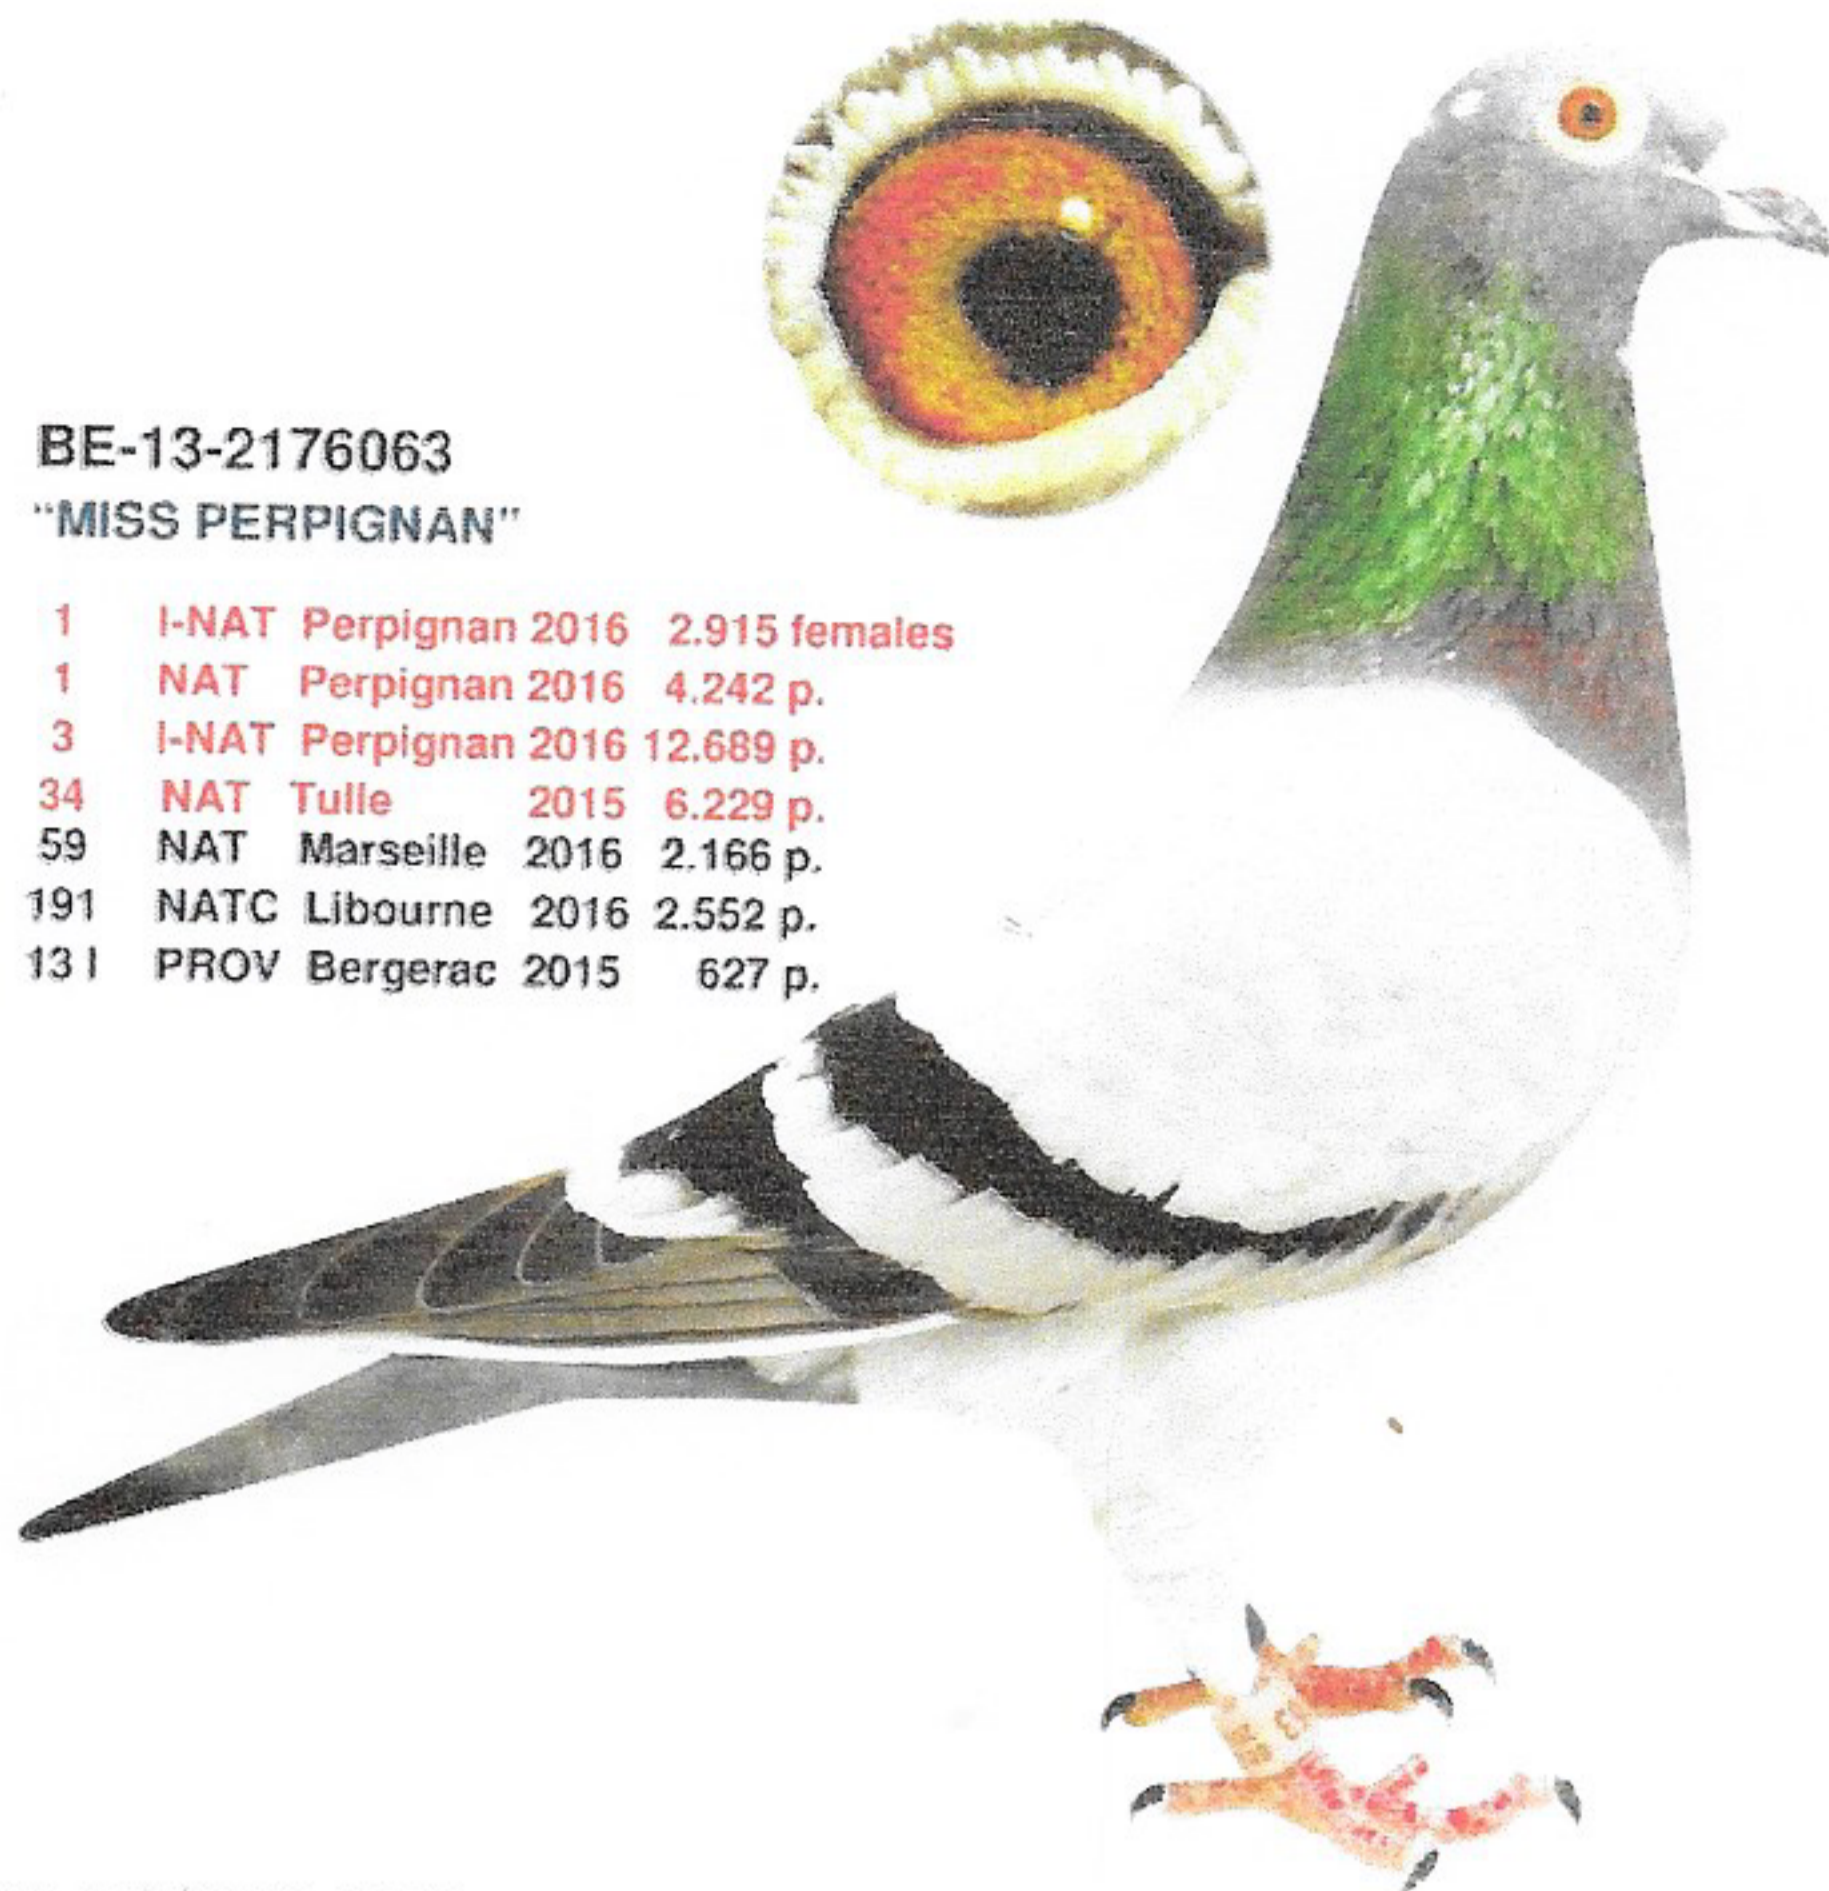 BE-13-2176063
"MISS PERPIGNAN"
1 I-NAT Perpignan 2016 2.915 females
1 NAT Perpignan 2016 4.242 p.
3 I-NAT Perpignan 2016 12.689 p.
34 NAT Tulle 2015 6.229 p.
59 NAT Marseille 2016 2.166 p.
191 NATC Libourne 2016 2.552 p.
131 PROV Bergerac 2015 627 p.